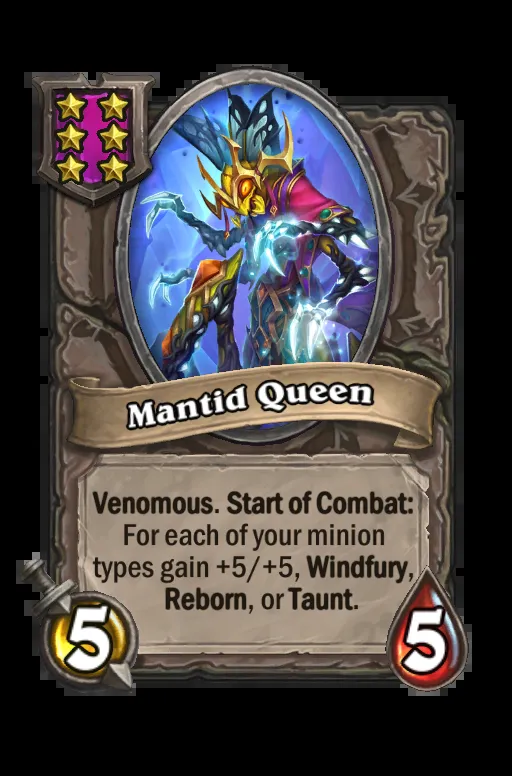 Mantid Queen
Venomous. Start of Combat:
For each of your minion
types gain +5/+5, Windfury,
Reborn, or Taunt.
5
5